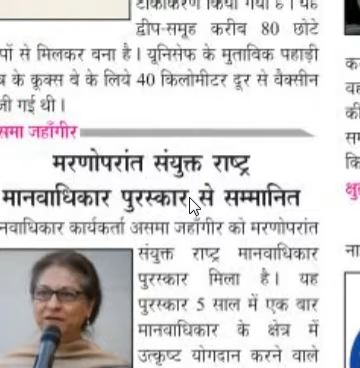 टीकाकरण किया गया है। यह
द्वीप-समूह करीब 80 छोटे
पों से मिलकर बना है। यूनिसेफ के मुताबिक पहाड़ी
के कूक्स बे के लिये 40 किलोमीटर दूर से वैक्सीन
जी गई थी।
समा जहाँगीर
मरणोपरांत संयुक्त राष्ट्र
मानवाधिकार पुरस्कार से सम्मानित
नवाधिकार कार्यकर्ता असमा जहाँगीर को मरणोपरांत
संयुक्त राष्ट्र मानवाधिकार
पुरस्कार मिला है। यह
पुरस्कार 5 साल में एक बार
मानवाधिकार के क्षेत्र में
उत्कृष्ट योगदान करने वाले